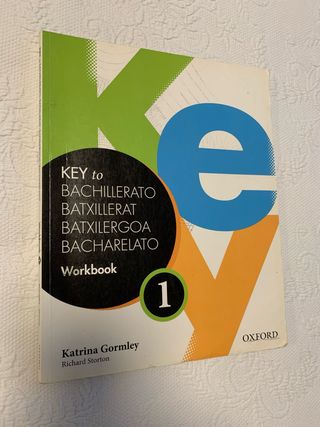 Key
KEY to
BACHILLERATO
BATXILLERAT
BATXILERGOA
BACHARELATO
Workbook
1
Katrina Gormley
Richard Storton
OXFORD